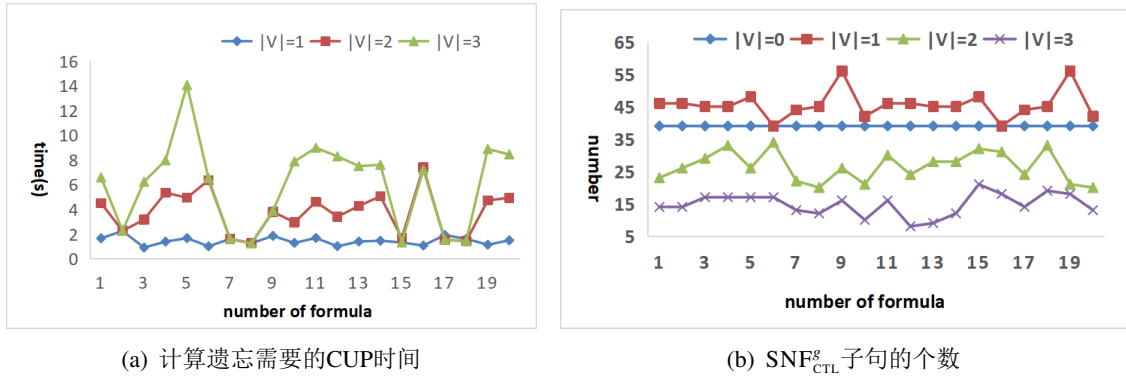 |V|=1 |V|=2 |V|=3
16
14
12
10
8
6
4
2
0
time(s)
1 3 5 7 9 11 13 15 17 19
number of formula
(a) 计算遗忘需要的CUP时间
|V|=0 |V|=1 |V|=2 |V|=3
65
55
45
35
25
15
5
number
1 3 5 7 9 11 13 15 17 19
number of formula
(b) SNF^g_CTL子句的个数